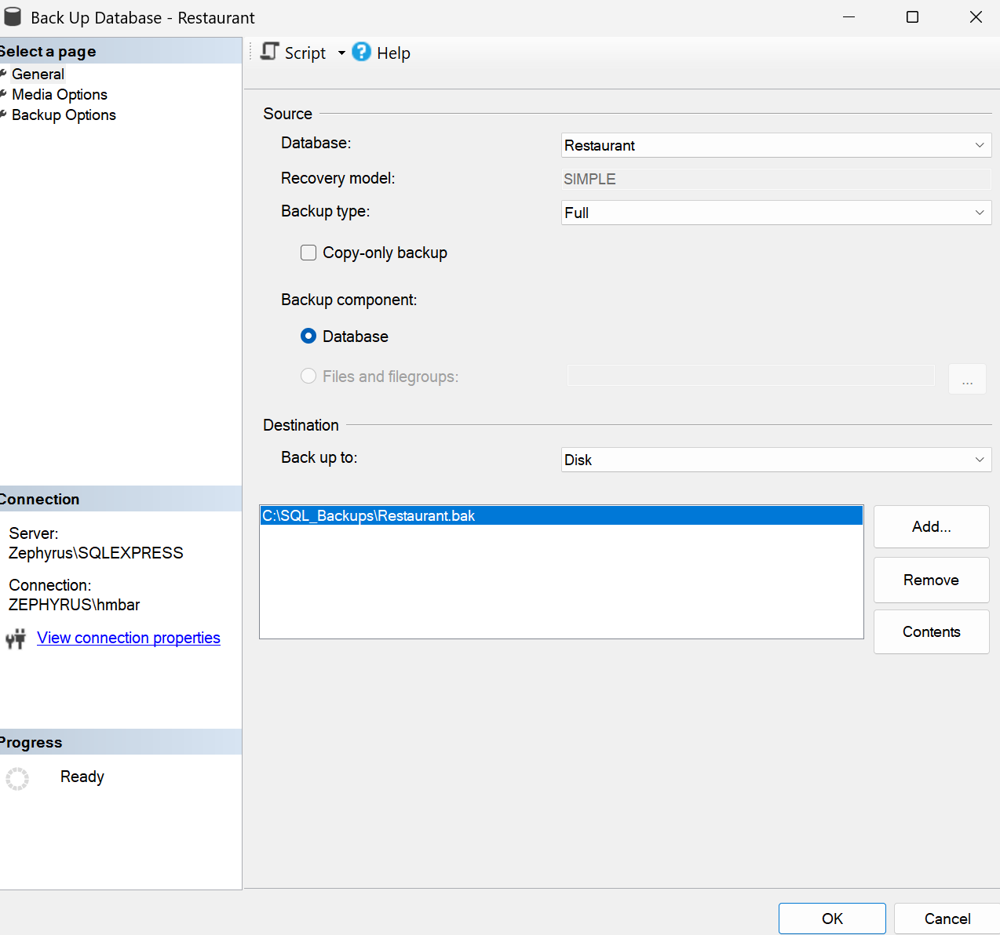 Back Up Database - Restaurant
Select a page
General
Media Options
Backup Options
Script
Help
Source
Database:
Restaurant
Recovery model:
SIMPLE
Backup type:
Full
Copy-only backup
Backup component:
Database
Files and filegroups:
...
Destination
Back up to:
Disk
C:\SQL_Backups\Restaurant.bak
Add...
Remove
Contents
Connection
Server:
Zephyrus\SQLEXPRESS
Connection:
ZEPHYRUS\hmbar
View connection properties
Progress
Ready
OK
Cancel